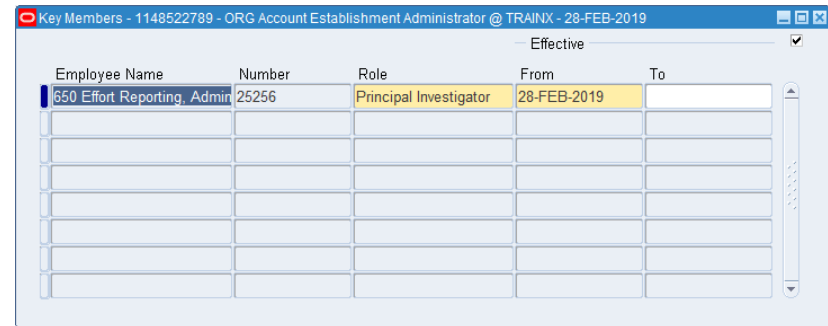 Key Members - 1148522789 - ORG Account Establishment Administrator @ TRAINX - 28-FEB-2019
Effective
Employee Name Number Role From To
650 Effort Reporting, Admin 25256 Principal Investigator 28-FEB-2019